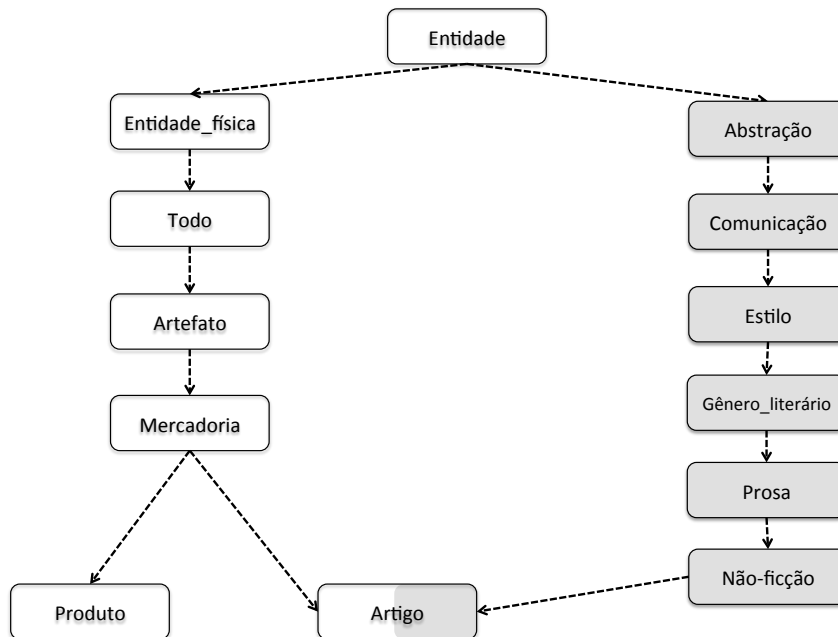 Entidade
Entidade_física
Abstração
Todo
Comunicação
Artefato
Estilo
Mercadoria
Gênero_literário
Prosa
Não-ficção
Produto
Artigo